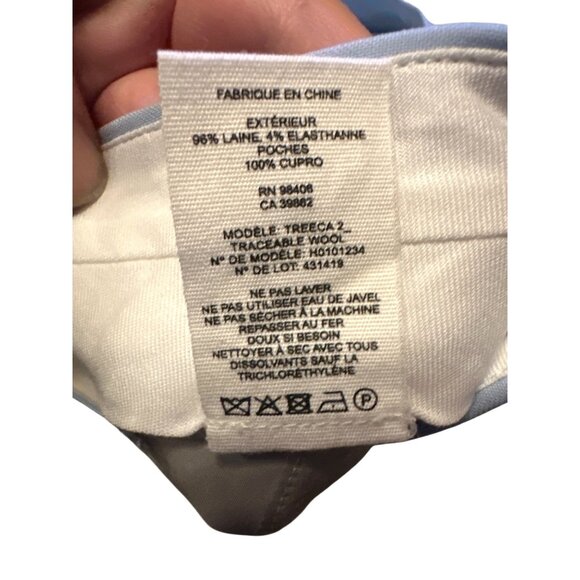 FABRIQUE EN CHINE
EXTÉRIEUR
96% LAINE, 4% ELASTHANNE
POCHES
100% CUPRO
RN 98406
CA 39862
MODÈLE: TREECA 2_
TRACEABLE WOOL
N° DE MODÈLE: H0101234
N° DE LOT: 431419
NE PAS LAVER
NE PAS UTILISER EAU DE JAVEL
NE PAS SÈCHER À LA MACHINE
REPASSER AU FER
DOUX SI BESOIN
NETTOYER À SEC AVEC TOUS
DISSOLVANTS SAUF LA
TRICHLORÉTHYLÈNE
P